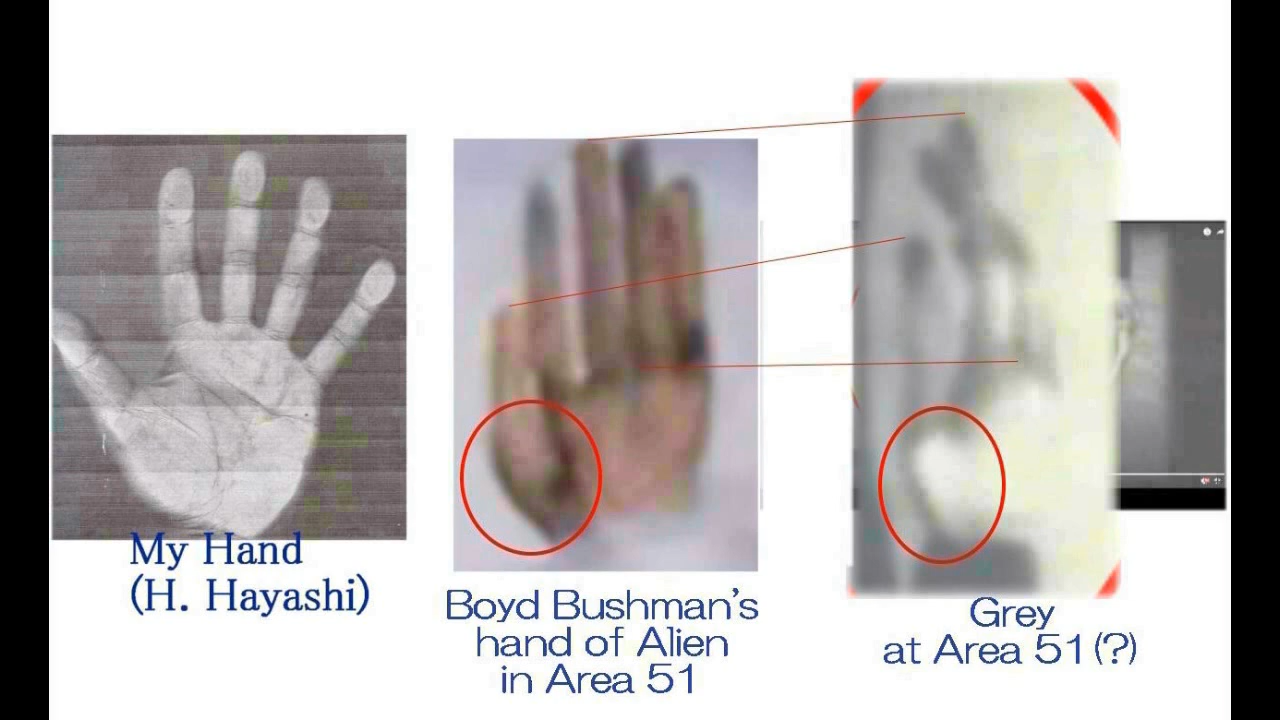 My Hand
(H. Hayashi)
Boyd Bushman's
hand of Alien
in Area 51
Grey
at Area 51(?)